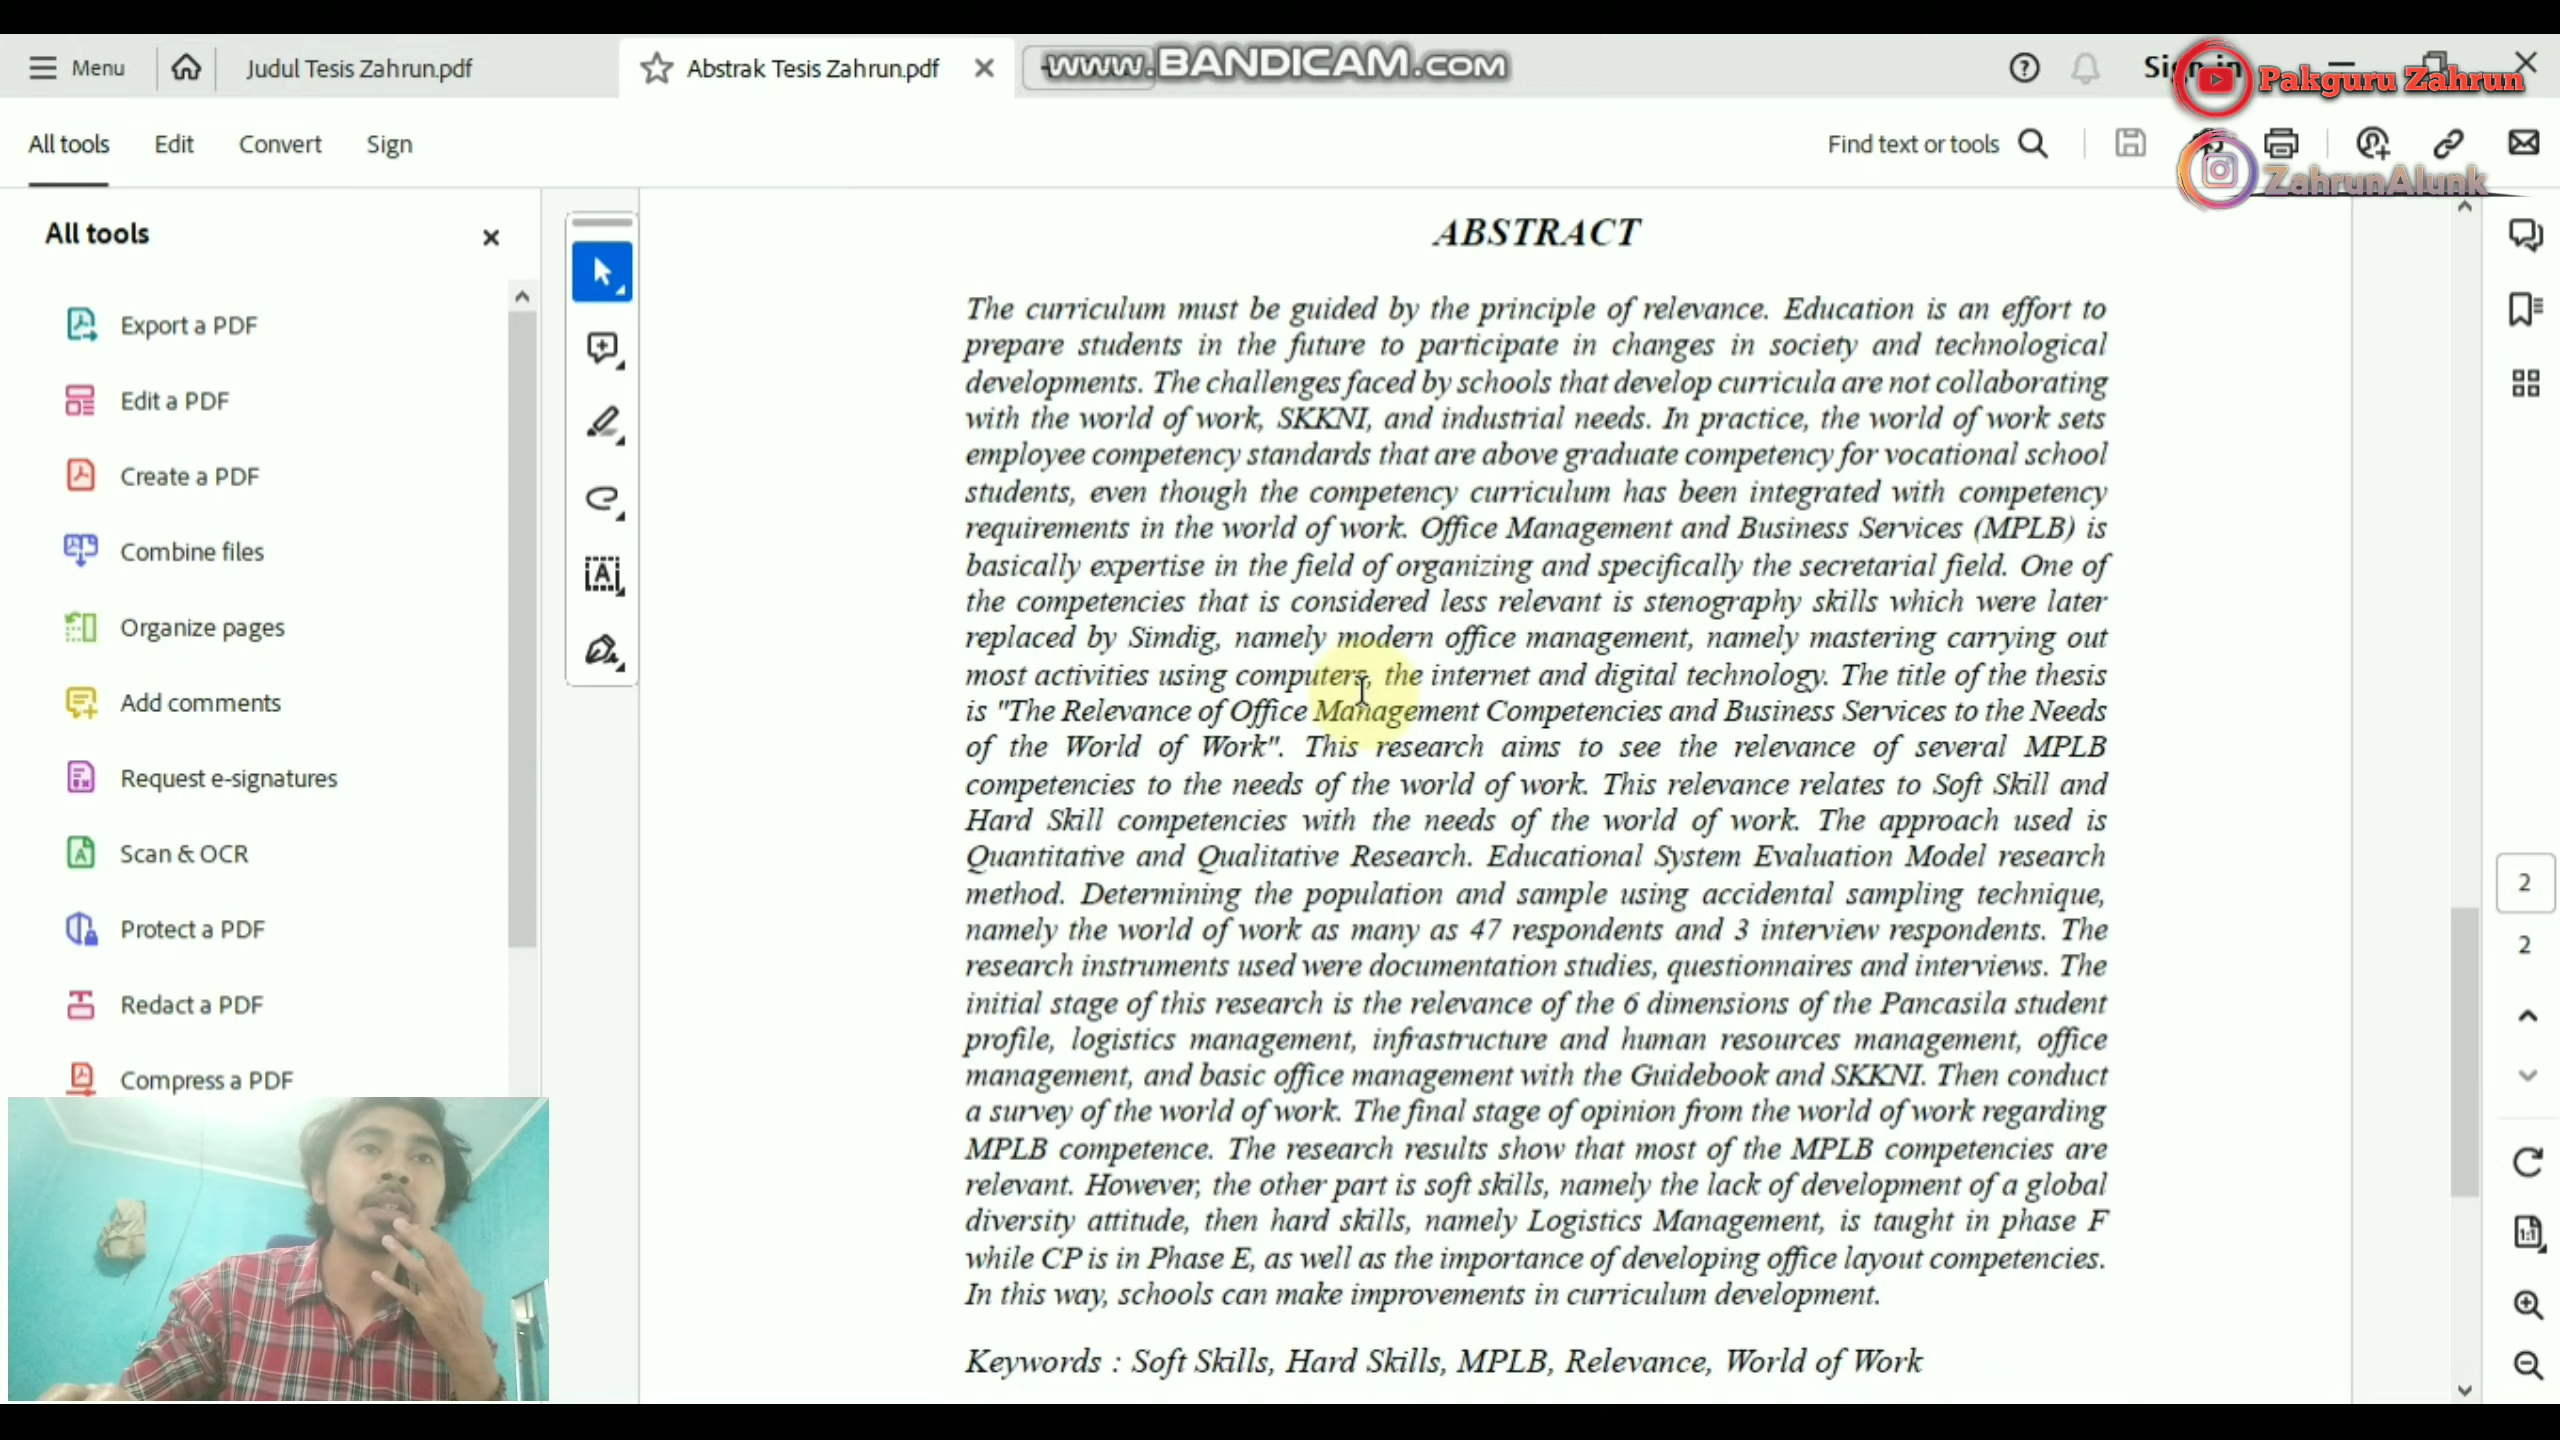 Menu
Judul Tesis Zahrun.pdf
Abstrak Tesis Zahrun.pdf
www.BANDICAM.com
Pakguru Zahrun
All tools
Edit
Convert
Sign
Find text or tools
ZahrunAlunk
All tools
Export a PDF
Edit a PDF
Create a PDF
Combine files
Organize pages
Add comments
Request e-signatures
Scan & OCR
Protect a PDF
Redact a PDF
Compress a PDF
ABSTRACT
The curriculum must be guided by the principle of relevance. Education is an effort to
prepare students in the future to participate in changes in society and technological
developments. The challenges faced by schools that develop curricula are not collaborating
with the world of work, SKKNI, and industrial needs. In practice, the world of work sets
employee competency standards that are above graduate competency for vocational school
students, even though the competency curriculum has been integrated with competency
requirements in the world of work. Office Management and Business Services (MPLB) is
basically expertise in the field of organizing and specifically the secretarial field. One of
the competencies that is considered less relevant is stenography skills which were later
replaced by Simdig, namely modern office management, namely mastering carrying out
most activities using computers, the internet and digital technology. The title of the thesis
is "The Relevance of Office Management Competencies and Business Services to the Needs
of the World of Work". This research aims to see the relevance of several MPLB
competencies to the needs of the world of work. This relevance relates to Soft Skill and
Hard Skill competencies with the needs of the world of work. The approach used is
Quantitative and Qualitative Research. Educational System Evaluation Model research
method. Determining the population and sample using accidental sampling technique,
namely the world of work as many as 47 respondents and 3 interview respondents. The
research instruments used were documentation studies, questionnaires and interviews. The
initial stage of this research is the relevance of the 6 dimensions of the Pancasila student
profile, logistics management, infrastructure and human resources management, office
management, and basic office management with the Guidebook and SKKNI. Then conduct
a survey of the world of work. The final stage of opinion from the world of work regarding
MPLB competence. The research results show that most of the MPLB competencies are
relevant. However, the other part is soft skills, namely the lack of development of a global
diversity attitude, then hard skills, namely Logistics Management, is taught in phase F
while CP is in Phase E, as well as the importance of developing office layout competencies.
In this way, schools can make improvements in curriculum development.
Keywords : Soft Skills, Hard Skills, MPLB, Relevance, World of Work
2
2
1:1